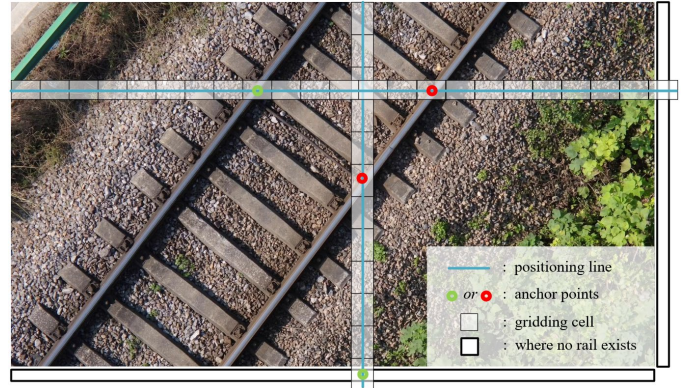 : positioning line
or : anchor points
: gridding cell
: where no rail exists